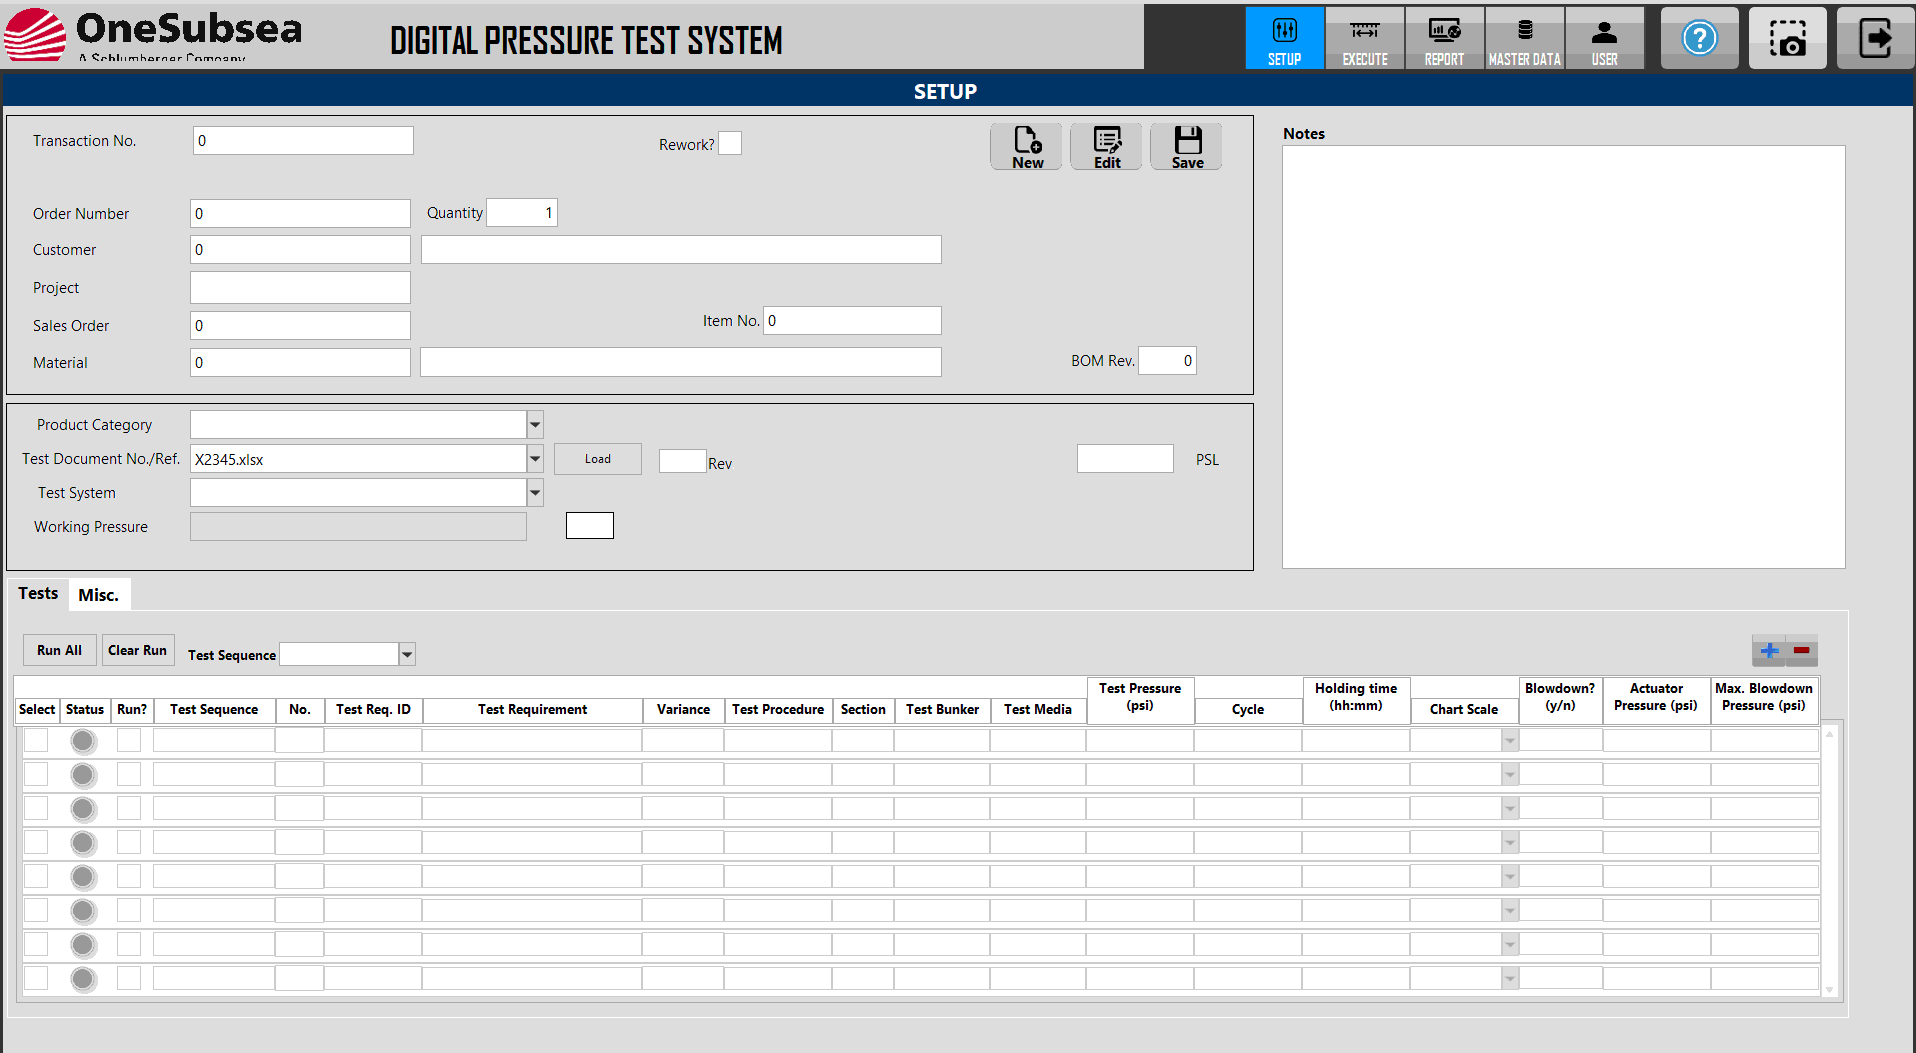 OneSubsea
A Schlumberger Company
DIGITAL PRESSURE TEST SYSTEM
SETUP
EXECUTE
REPORT
MASTER DATA
USER
?
SETUP
Transaction No. 0
Rework?
New
Edit
Save
Notes
Order Number 0 Quantity 1
Customer 0
Project
Sales Order 0
Item No. 0
Material 0
BOM Rev. 0
Product Category
Test Document No./Ref. X2345.xlsx Load Rev PSL
Test System
Working Pressure
Tests Misc.
Run All Clear Run Test Sequence
Select Status Run? Test Sequence No. Test Req. ID Test Requirement Variance Test Procedure Section Test Bunker Test Media Test Pressure (psi) Cycle Holding time (hh:mm) Chart Scale Blowdown? (y/n) Actuator Pressure (psi) Max. Blowdown Pressure (psi)